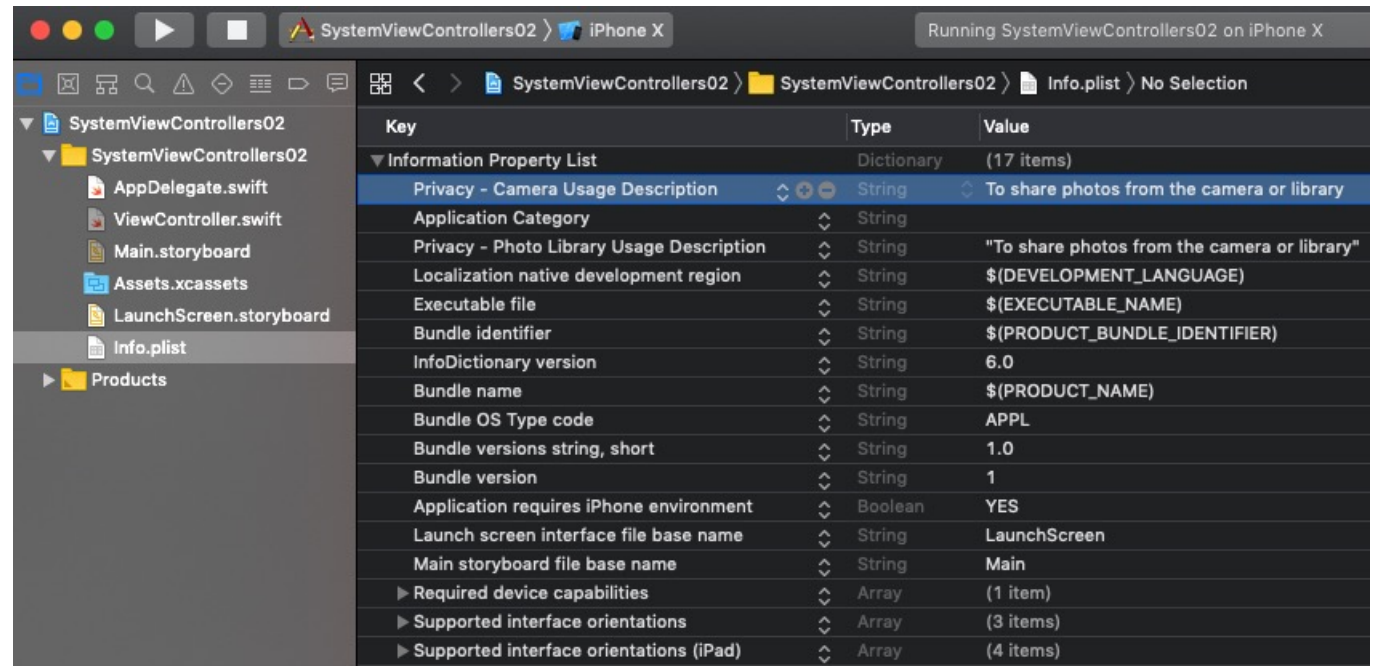 SystemViewControllers02 iPhone X Running SystemViewControllers02 on iPhone X
SystemViewControllers02 SystemViewControllers02 Info.plist No Selection
SystemViewControllers02
SystemViewControllers02
AppDelegate.swift
ViewController.swift
Main.storyboard
Assets.xcassets
LaunchScreen.storyboard
Info.plist
Products
Key Type Value
Information Property List Dictionary (17 items)
Privacy - Camera Usage Description String To share photos from the camera or library
Application Category String
Privacy - Photo Library Usage Description String "To share photos from the camera or library"
Localization native development region String $(DEVELOPMENT_LANGUAGE)
Executable file String $(EXECUTABLE_NAME)
Bundle identifier String $(PRODUCT_BUNDLE_IDENTIFIER)
InfoDictionary version String 6.0
Bundle name String $(PRODUCT_NAME)
Bundle OS Type code String APPL
Bundle versions string, short String 1.0
Bundle version String 1
Application requires iPhone environment Boolean YES
Launch screen interface file base name String LaunchScreen
Main storyboard file base name String Main
Required device capabilities Array (1 item)
Supported interface orientations Array (3 items)
Supported interface orientations (iPad) Array (4 items)